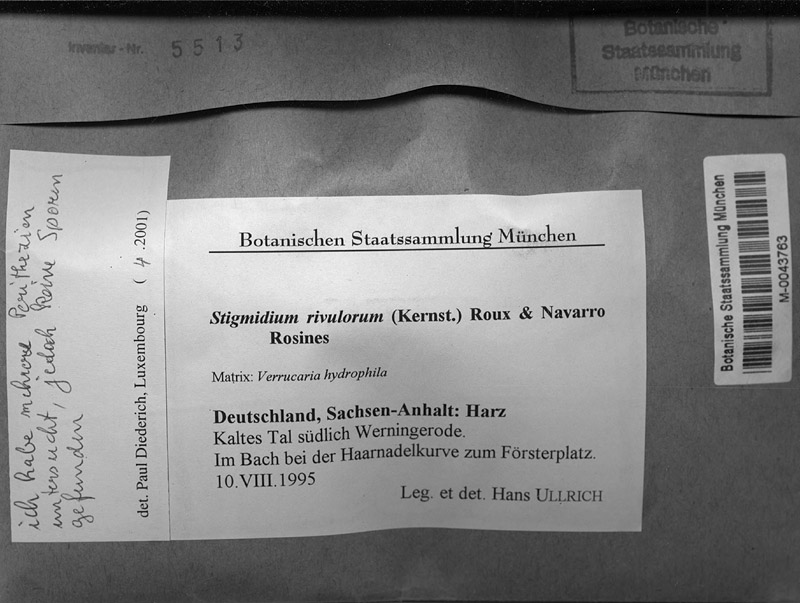 Inventar-Nr. 5513
Botanische
Staatssammlung
München
ich habe mehrere Perithezien
untersucht, jedoch keine Sporen
gefunden
det. Paul Diederich, Luxembourg ( 4 .2001)
Botanischen Staatssammlung München
Stigmidium rivulorum (Kernst.) Roux & Navarro
Rosines
Matrix: Verrucaria hydrophila
Deutschland, Sachsen-Anhalt: Harz
Kaltes Tal südlich Werningerode.
Im Bach bei der Haarnadelkurve zum Försterplatz.
10.VIII.1995
Leg. et det. Hans ULLRICH
Botanische Staatssammlung München
M-0043763